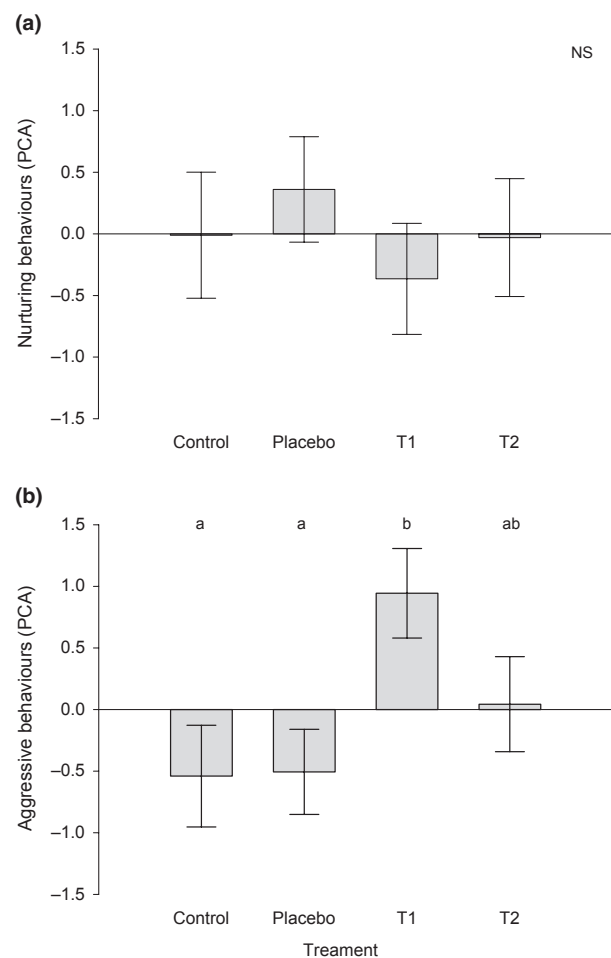 (a)
1.5
NS
1.0
0.5
0.0
–0.5
–1.0
–1.5
Nurturing behaviours (PCA)
Control Placebo T1 T2
(b)
1.5
a a b ab
1.0
0.5
0.0
–0.5
–1.0
–1.5
Aggressive behaviours (PCA)
Control Placebo T1 T2
Treament